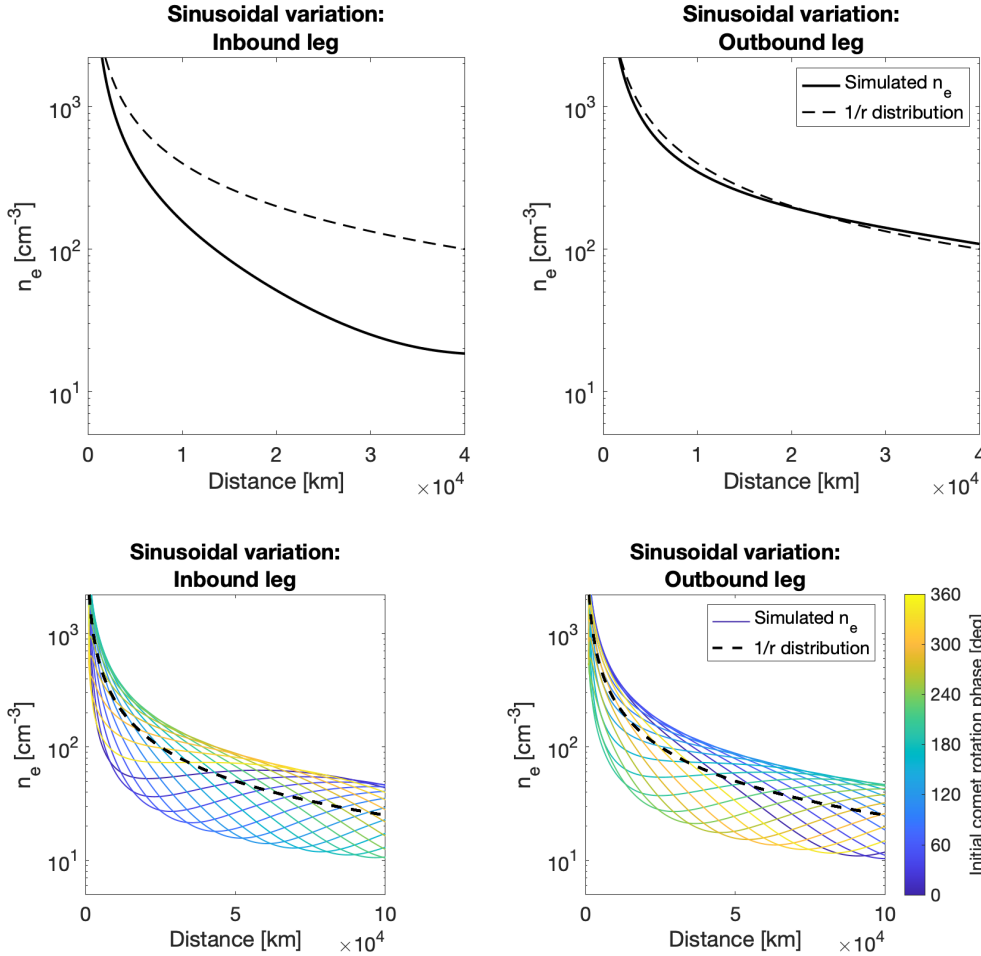 Sinusoidal variation:
Inbound leg
n_e [cm^-3]
10^3
10^2
10^1
0
1
2
3
4
Distance [km]
×10^4
Sinusoidal variation:
Outbound leg
Simulated n_e
1/r distribution
n_e [cm^-3]
10^3
10^2
10^1
0
1
2
3
4
Distance [km]
×10^4
Sinusoidal variation:
Inbound leg
n_e [cm^-3]
10^3
10^2
10^1
0
5
10
Distance [km]
×10^4
Sinusoidal variation:
Outbound leg
Simulated n_e
1/r distribution
n_e [cm^-3]
10^3
10^2
10^1
0
5
10
Distance [km]
×10^4
360
300
240
180
120
60
0
Initial comet rotation phase [deg]